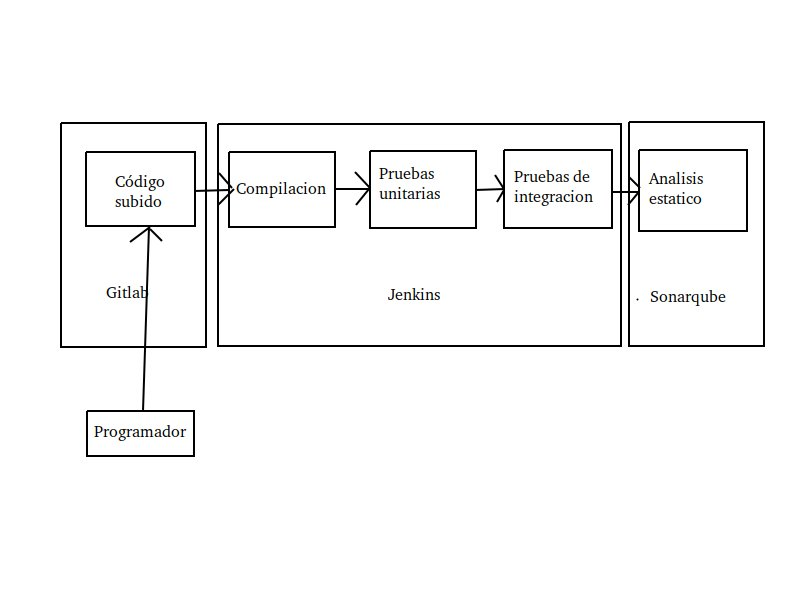 Código
subido
Compilacion
Pruebas
unitarias
Pruebas de
integracion
Analisis
estatico
Gitlab
Jenkins
. Sonarqube
Programador